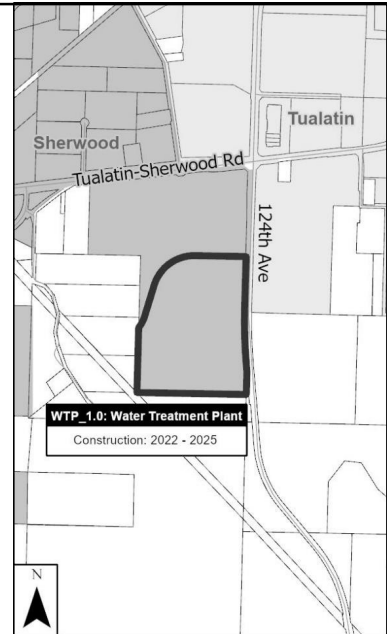 Sherwood
Tualatin
Tualatin-Sherwood Rd
124th Ave
WTP_1.0: Water Treatment Plant
Construction: 2022 - 2025
N